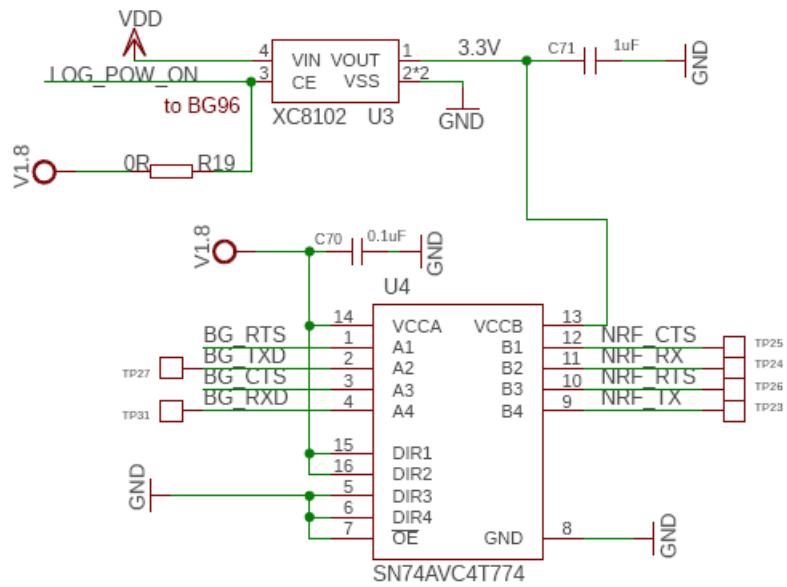 VDD
4 VIN VOUT 1 3.3V C71 1uF GND
LOG_POW_ON 3 CE VSS 2*2
to BG96 XC8102 U3 GND
V1.8 0R R19
V1.8 C70 0.1uF GND
U4
14 VCCA VCCB 13
BG_RTS 1 A1 B1 12 NRF_CTS TP25
BG_TXD 2 A2 B2 11 NRF_RX TP24
TP27
BG_CTS 3 A3 B3 10 NRF_RTS TP26
BG_RXD 4 A4 B4 9 NRF_TX TP23
TP31
15 DIR1
16 DIR2
GND 5 DIR3
6 DIR4
7 OE GND 8 GND
SN74AVC4T774